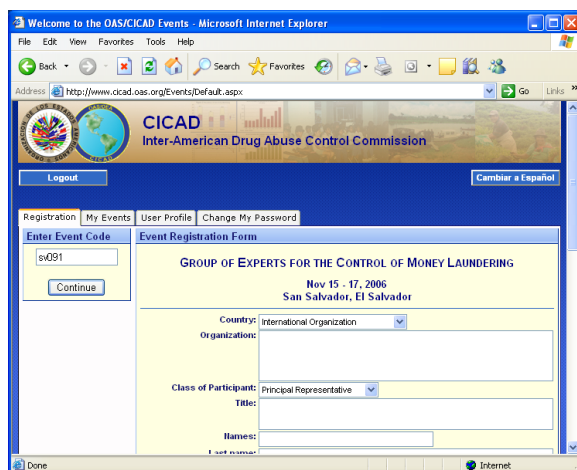 Welcome to the OAS/CICAD Events - Microsoft Internet Explorer
File Edit View Favorites Tools Help
Back Search Favorites
Address http://www.cicad.oas.org/Events/Default.aspx Go Links »
CICAD
Inter-American Drug Abuse Control Commission
Logout Cambiar a Español
Registration My Events User Profile Change My Password
Enter Event Code Event Registration Form
sv091
Continue
GROUP OF EXPERTS FOR THE CONTROL OF MONEY LAUNDERING
Nov 15 - 17, 2006
San Salvador, El Salvador
Country: International Organization
Organization:
Class of Participant: Principal Representative
Title:
Names:
Last name:
Done Internet